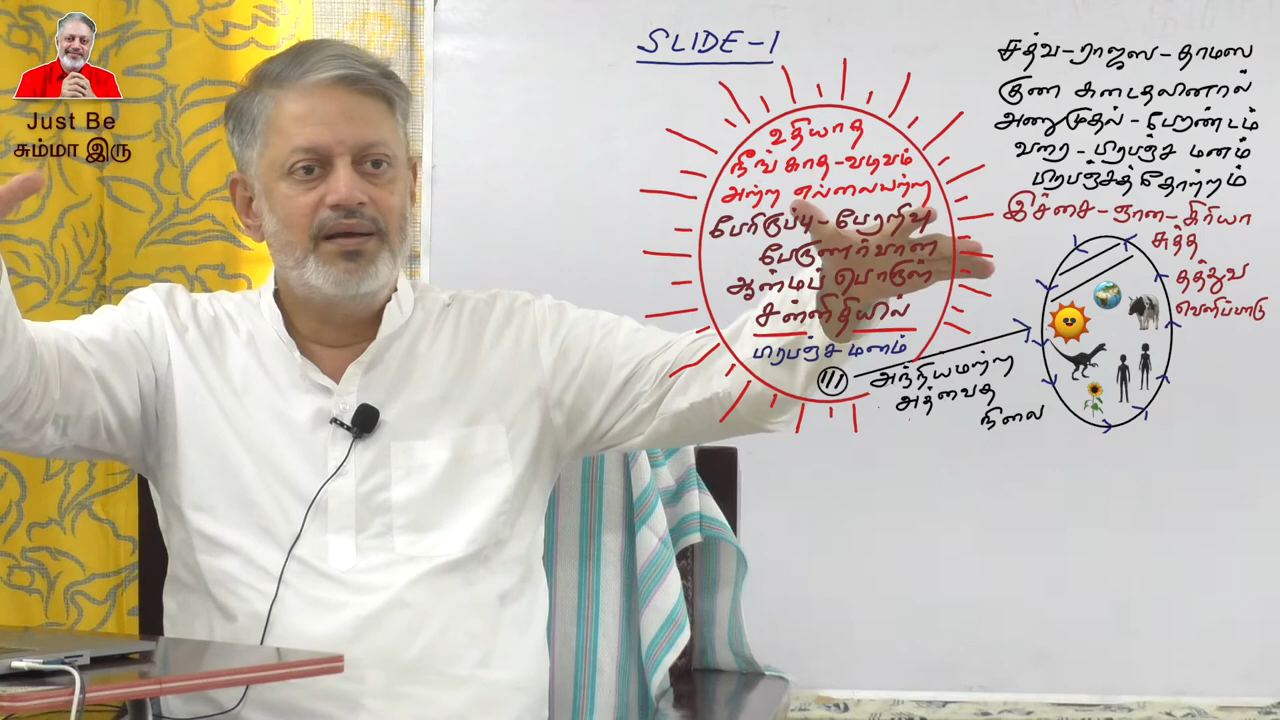 Just Be
சும்மா இரு
SLIDE-1
உதியாத
நீங்காத-வடிவம்
அற்ற எல்லையற்ற
பேரிருப்பு-பேரறிவு
பேருணர்வான
ஆன்மப் பொருள்
சன்னிதியில்
பிரபஞ்ச மனம்
அந்நியமற்ற
அத்வைத
நிலை
சத்வ-ராஜஸ-தாமஸ
குண
அணுமுதல்-பேரண்டம்
வரை-பிரபஞ்ச மனம்
பிரபஞ்சத் தோற்றம்
இச்சை-ஞான-கிரியா
சுத்த
தத்துவ
வெளிப்பாடு